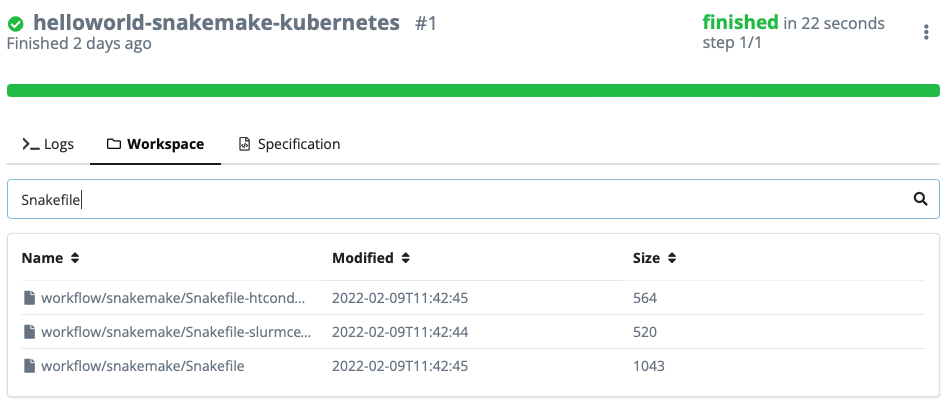 helloworld-snakemake-kubernetes #1
finished in 22 seconds
Finished 2 days ago
step 1/1
Logs Workspace Specification
Snakefile
Name Modified Size
workflow/snakemake/Snakefile-htcond... 2022-02-09T11:42:45 564
workflow/snakemake/Snakefile-slurmce... 2022-02-09T11:42:44 520
workflow/snakemake/Snakefile 2022-02-09T11:42:45 1043